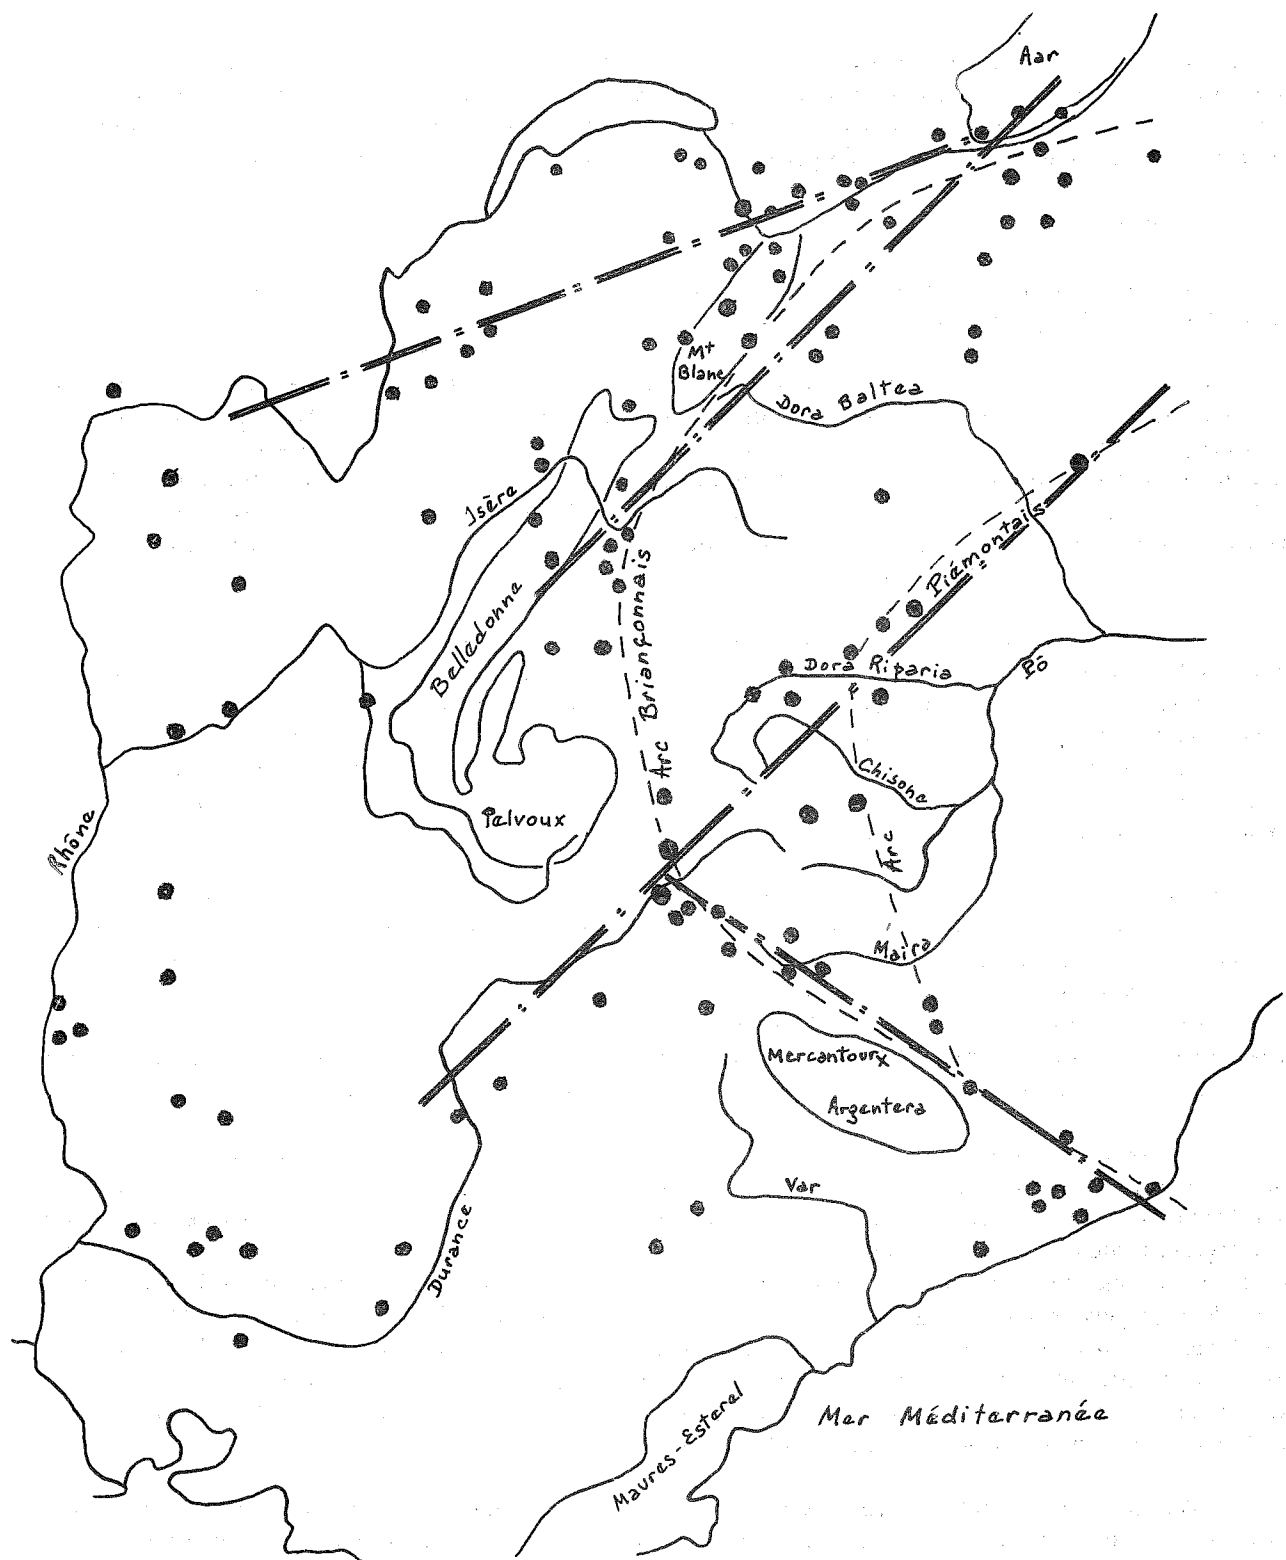 Aar
Mt
Blanc
Dora Baltea
Isère
Piémontais
Belledonne
Arc Briançonnais
Dora Riparia
Pô
Chisone
Pelvoux
Rhône
Arc
Maira
Mercantour
Argentera
Var
Durance
Maures-Esterel
Mer Méditerranée